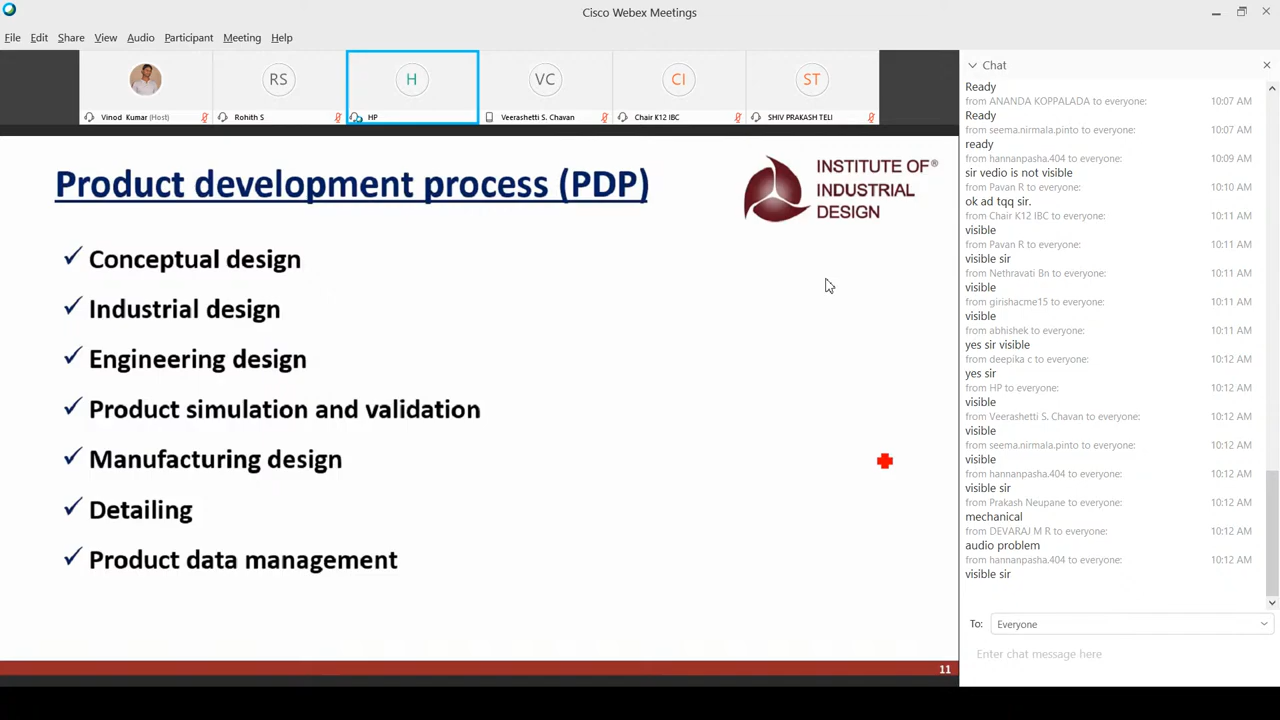 Cisco Webex Meetings
File Edit Share View Audio Participant Meeting Help
RS
H
VC
CI
ST
Vinod Kumar (Host)
Rohith S
HP
Veerashetti S. Chavan
Chair K12 IBC
SHIV PRAKASH TELI
Product development process (PDP)
INSTITUTE OF®
INDUSTRIAL
DESIGN
✓ Conceptual design
✓ Industrial design
✓ Engineering design
✓ Product simulation and validation
✓ Manufacturing design
✓ Detailing
✓ Product data management
11
Chat
Ready
from ANANDA KOPPALADA to everyone: 10:07 AM
Ready
from seema.nirmala.pinto to everyone: 10:07 AM
ready
from hannanpasha.404 to everyone: 10:09 AM
sir vedio is not visible
from Pavan R to everyone: 10:10 AM
ok ad tqq sir.
from Chair K12 IBC to everyone: 10:11 AM
visible
from Pavan R to everyone: 10:11 AM
visible sir
from Nethravati Bn to everyone: 10:11 AM
visible
from girishacme15 to everyone: 10:11 AM
visible
from abhishek to everyone: 10:11 AM
yes sir visible
from deepika c to everyone: 10:12 AM
yes sir
from HP to everyone: 10:12 AM
visible
from Veerashetti S. Chavan to everyone: 10:12 AM
visible
from seema.nirmala.pinto to everyone: 10:12 AM
visible
from hannanpasha.404 to everyone: 10:12 AM
visible sir
from Prakash Neupane to everyone: 10:12 AM
mechanical
from DEVARAJ M R to everyone: 10:12 AM
audio problem
from hannanpasha.404 to everyone: 10:12 AM
visible sir
To: Everyone
Enter chat message here